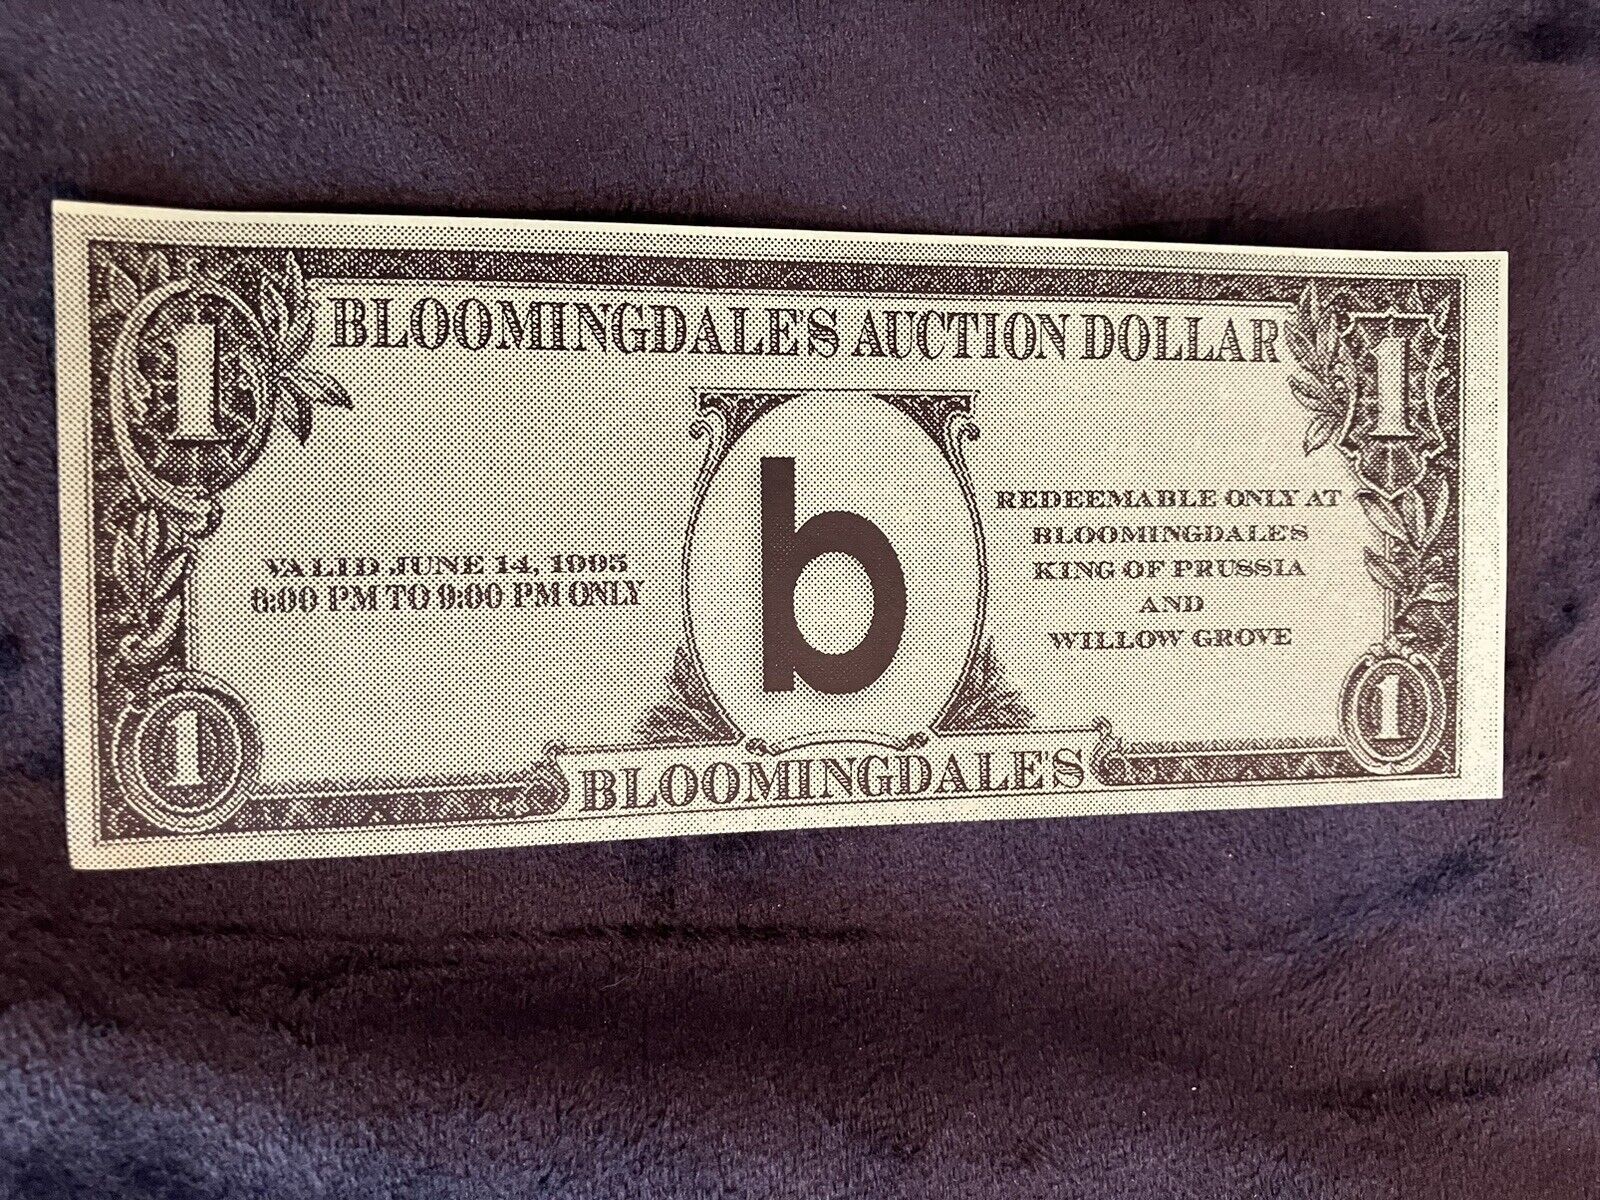 1
BLOOMINGDALE'S AUCTION DOLLAR
1
b
VALID JUNE 14, 1995
6:00 PM TO 9:00 PM ONLY
REDEEMABLE ONLY AT
BLOOMINGDALE'S
KING OF PRUSSIA
AND
WILLOW GROVE
1
BLOOMINGDALE'S
1